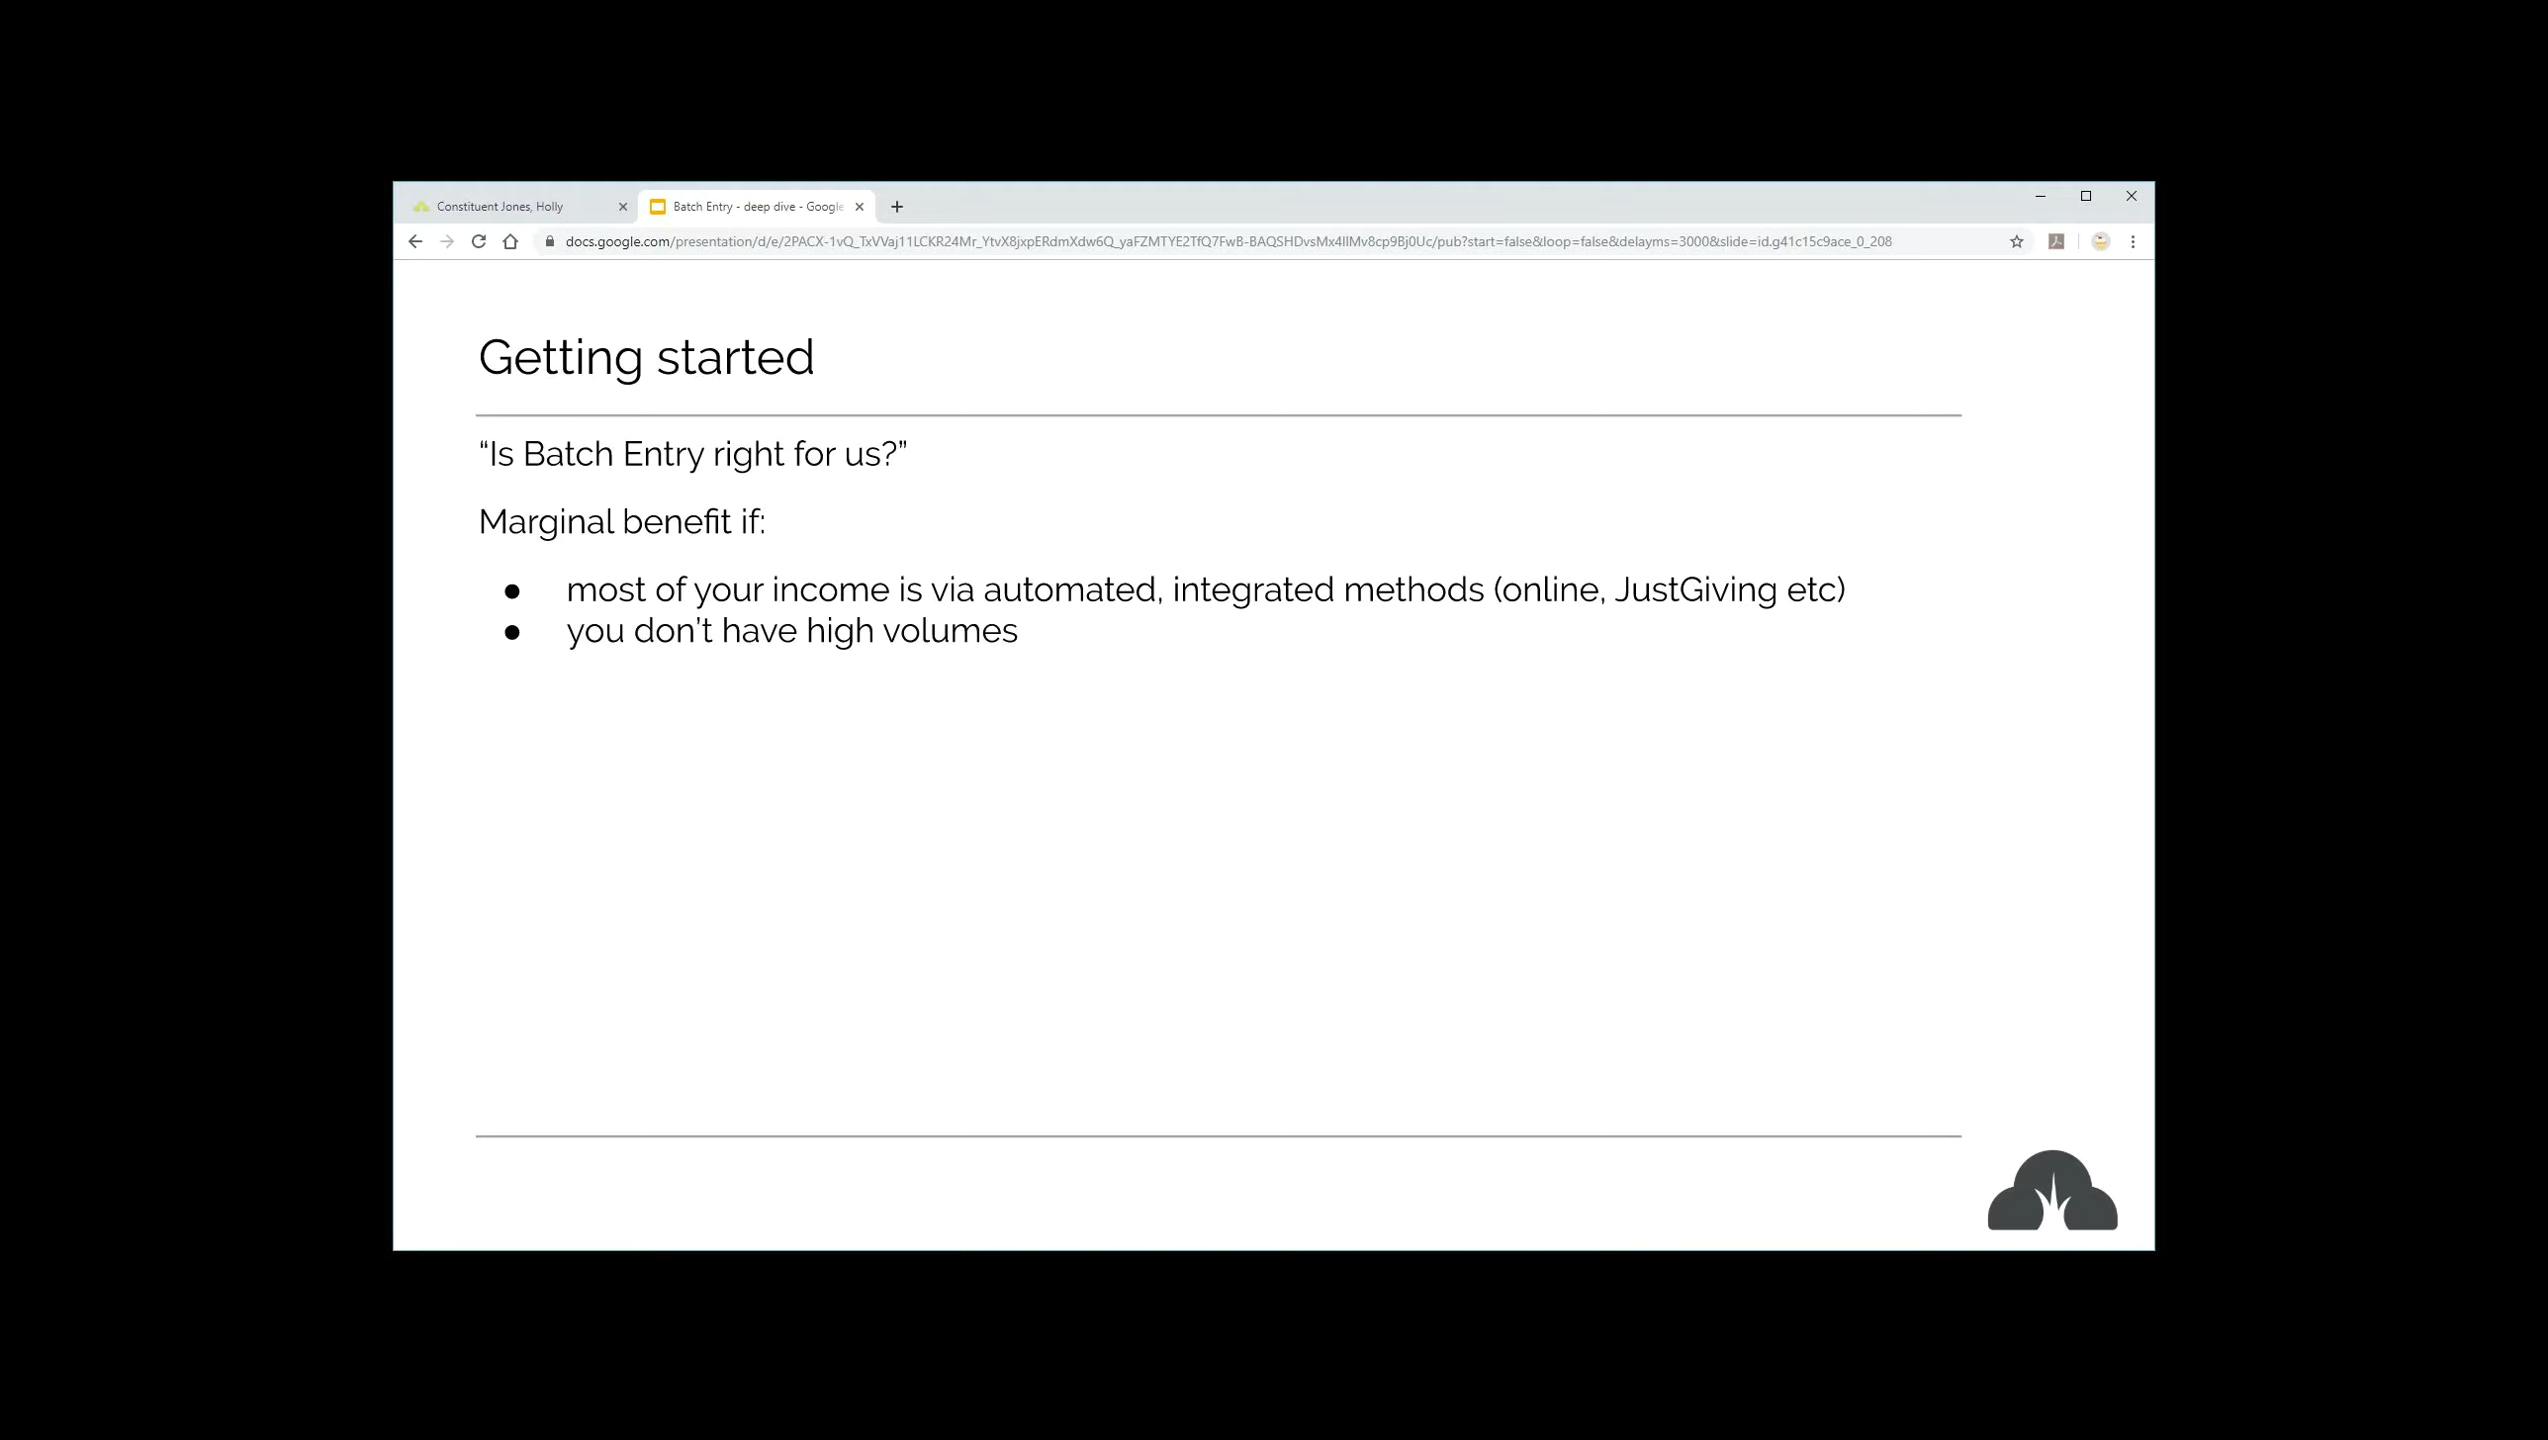 Constituent Jones, Holly
Batch Entry - deep dive - Google
docs.google.com/presentation/d/e/2PACX-1vQ_TxVVaj11LCKR24Mr_YtvX8jxpERdmXdw6Q_yaFZMTYE2TfQ7FwB-BAQSHDvsMx4IIMv8cp9Bj0Uc/pub?start=false&loop=false&delayms=3000&slide=id.g41c15c9ace_0_208
Getting started
“Is Batch Entry right for us?”
Marginal benefit if:
● most of your income is via automated, integrated methods (online, JustGiving etc)
● you don’t have high volumes